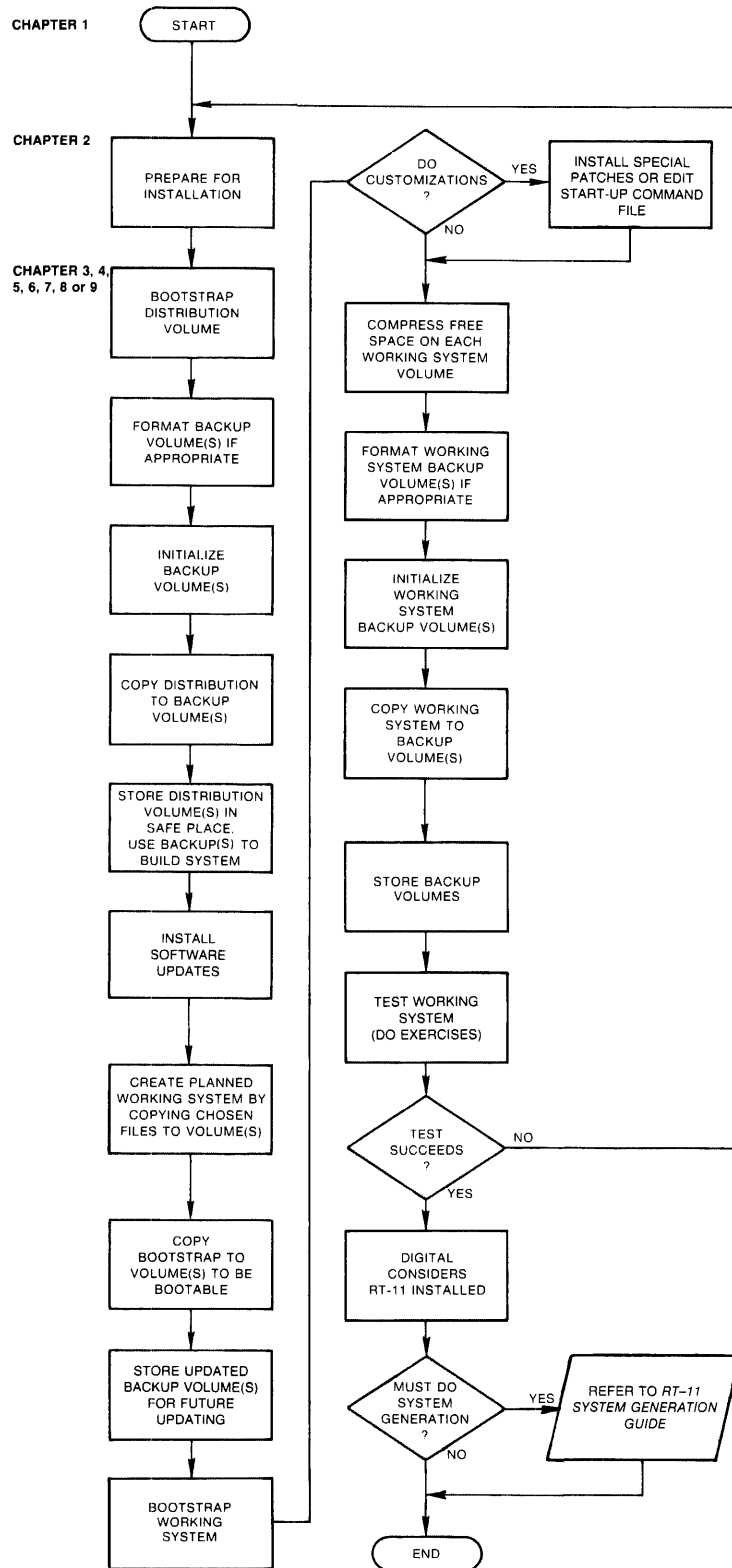 CHAPTER 1
START
CHAPTER 2
PREPARE FOR
INSTALLATION
CHAPTER 3, 4,
5, 6, 7, 8 or 9
BOOTSTRAP
DISTRIBUTION
VOLUME
FORMAT BACKUP
VOLUME(S) IF
APPROPRIATE
INITIALIZE
BACKUP
VOLUME(S)
COPY DISTRIBUTION
TO BACKUP
VOLUME(S)
STORE DISTRIBUTION
VOLUME(S) IN
SAFE PLACE.
USE BACKUP(S) TO
BUILD SYSTEM
INSTALL
SOFTWARE
UPDATES
CREATE PLANNED
WORKING SYSTEM BY
COPYING CHOSEN
FILES TO VOLUME(S)
COPY
BOOTSTRAP TO
VOLUME(S) TO BE
BOOTABLE
STORE UPDATED
BACKUP VOLUME(S)
FOR FUTURE
UPDATING
BOOTSTRAP
WORKING
SYSTEM
DO
CUSTOMIZATIONS
?
YES
NO
INSTALL SPECIAL
PATCHES OR EDIT
START-UP COMMAND
FILE
COMPRESS FREE
SPACE ON EACH
WORKING SYSTEM
VOLUME
FORMAT WORKING
SYSTEM BACKUP
VOLUME(S) IF
APPROPRIATE
INITIALIZE
WORKING
SYSTEM
BACKUP VOLUME(S)
COPY WORKING
SYSTEM TO
BACKUP
VOLUME(S)
STORE BACKUP
VOLUMES
TEST WORKING
SYSTEM
(DO EXERCISES)
TEST
SUCCEEDS
?
NO
YES
DIGITAL
CONSIDERS
RT-11 INSTALLED
MUST DO
SYSTEM
GENERATION
?
YES
NO
REFER TO RT–11
SYSTEM GENERATION
GUIDE
END